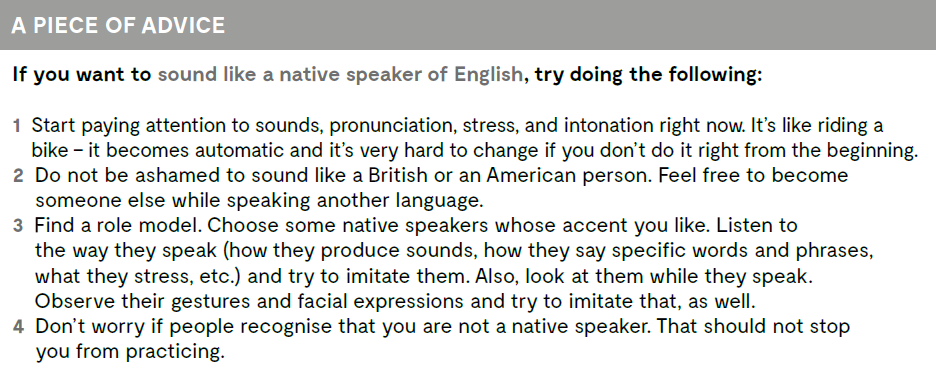 A PIECE OF ADVICE
If you want to sound like a native speaker of English, try doing the following:
1 Start paying attention to sounds, pronunciation, stress, and intonation right now. It's like riding a
bike – it becomes automatic and it's very hard to change if you don't do it right from the beginning.
2 Do not be ashamed to sound like a British or an American person. Feel free to become
someone else while speaking another language.
3 Find a role model. Choose some native speakers whose accent you like. Listen to
the way they speak (how they produce sounds, how they say specific words and phrases,
what they stress, etc.) and try to imitate them. Also, look at them while they speak.
Observe their gestures and facial expressions and try to imitate that, as well.
4 Don't worry if people recognise that you are not a native speaker. That should not stop
you from practicing.